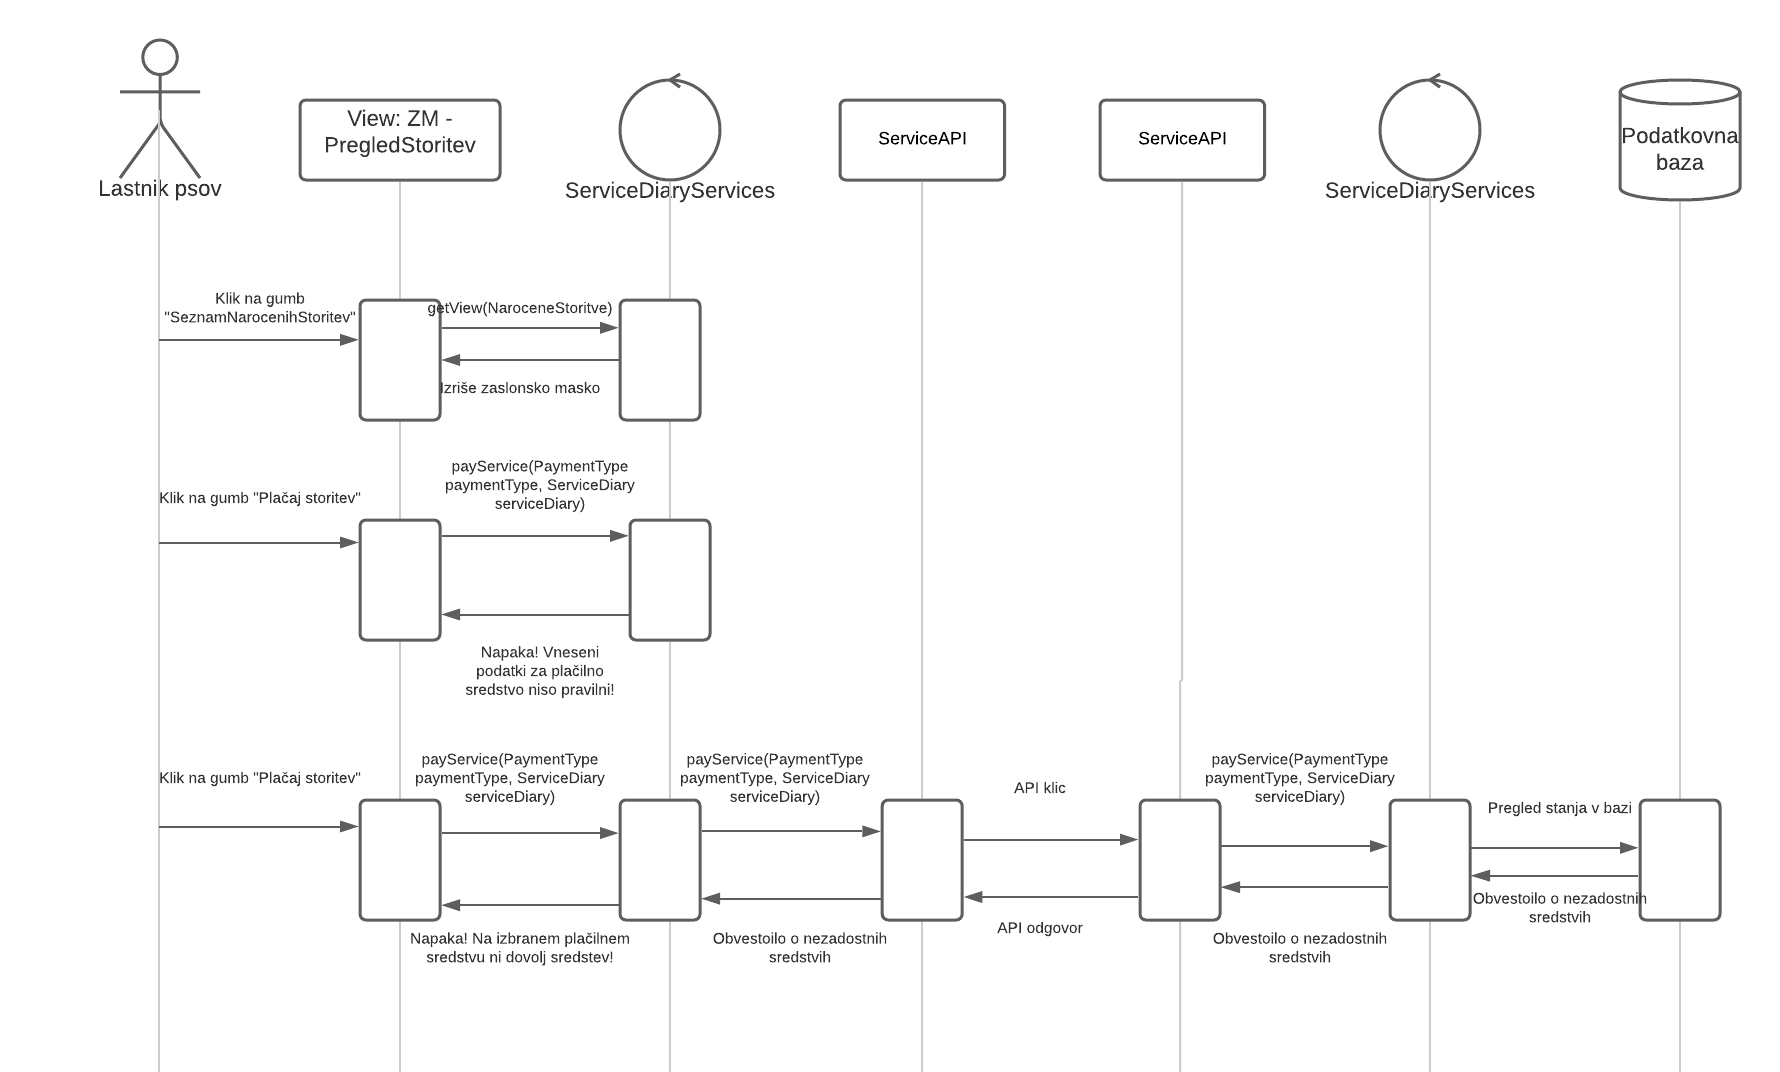 Lastnik psov
View: ZM -
PregledStoritev
ServiceDiaryServices
ServiceAPI
ServiceAPI
ServiceDiaryServices
Podatkovna
baza
Klik na gumb
"SeznamNarocenihStoritev"
getView(NaroceneStoritve)
Izriše zaslonsko masko
Klik na gumb "Plačaj storitev"
payService(PaymentType
paymentType, ServiceDiary
serviceDiary)
Napaka! Vneseni
podatki za plačilno
sredstvo niso pravilni!
Klik na gumb "Plačaj storitev"
payService(PaymentType
paymentType, ServiceDiary
serviceDiary)
payService(PaymentType
paymentType, ServiceDiary
serviceDiary)
API klic
payService(PaymentType
paymentType, ServiceDiary
serviceDiary)
Pregled stanja v bazi
Obvestoilo o nezadostnih
sredstvih
Napaka! Na izbranem plačilnem
sredstvu ni dovolj sredstev!
Obvestoilo o nezadostnih
sredstvih
API odgovor
Obvestoilo o nezadostnih
sredstvih